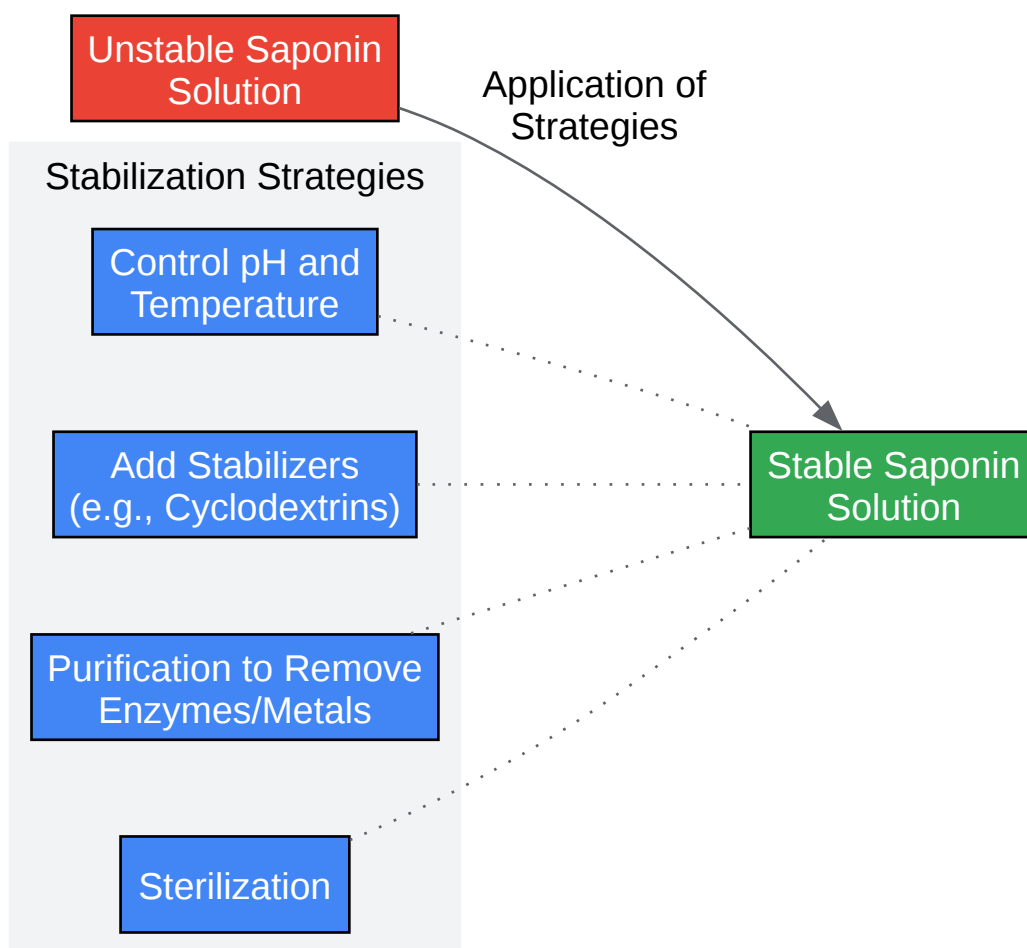 Unstable Saponin
Solution
Application of
Strategies
Stabilization Strategies
Control pH and
Temperature
Add Stabilizers
(e.g., Cyclodextrins)
Stable Saponin
Solution
Purification to Remove
Enzymes/Metals
Sterilization